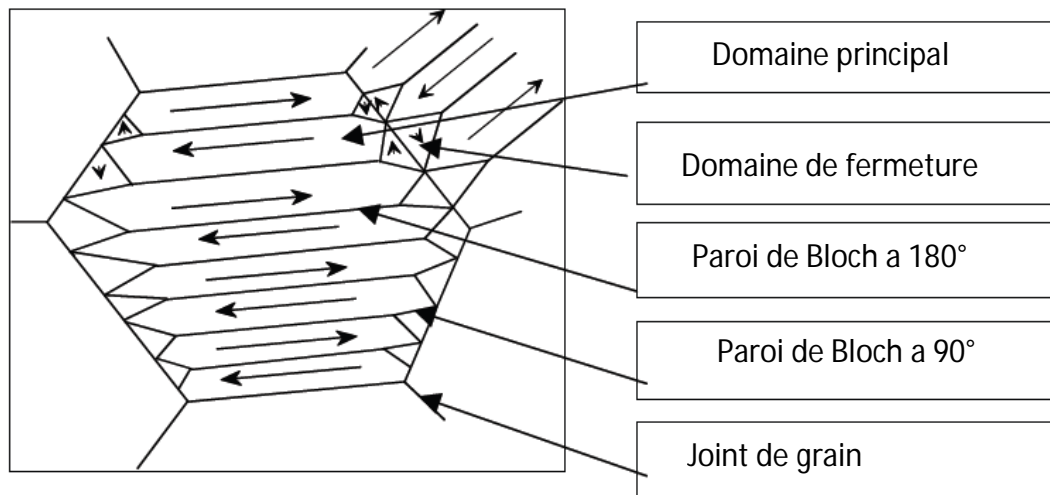 Domaine principal
Domaine de fermeture
Paroi de Bloch a 180°
Paroi de Bloch a 90°
Joint de grain